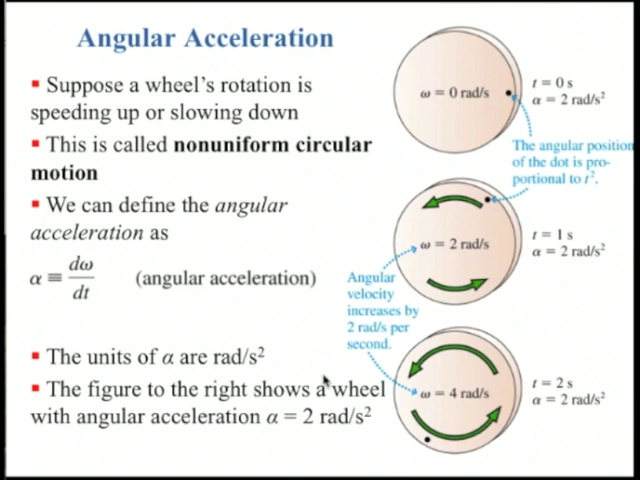 Angular Acceleration
▪ Suppose a wheel's rotation is
speeding up or slowing down
▪ This is called nonuniform circular
motion
▪ We can define the angular
acceleration as
α ≡ dω/dt (angular acceleration)
▪ The units of α are rad/s²
▪ The figure to the right shows a wheel
with angular acceleration α = 2 rad/s²
ω = 0 rad/s
t = 0 s
α = 2 rad/s²
The angular position
of the dot is pro-
portional to t².
ω = 2 rad/s
t = 1 s
α = 2 rad/s²
Angular
velocity
increases by
2 rad/s per
second.
ω = 4 rad/s
t = 2 s
α = 2 rad/s²